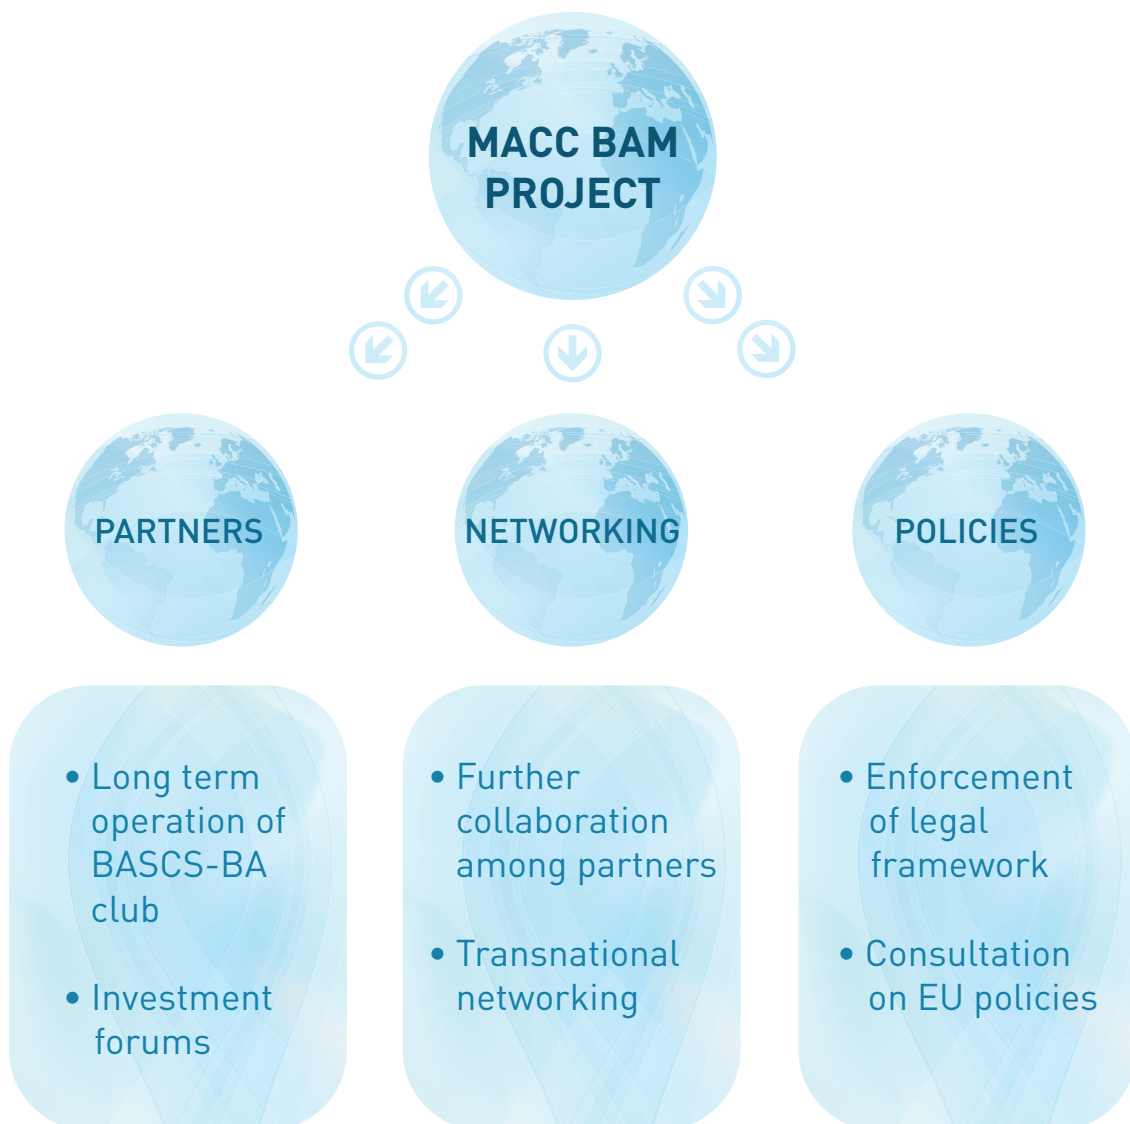 MACC BAM
PROJECT
PARTNERS
NETWORKING
POLICIES
• Long term
operation of
BASCS-BA
club
• Investment
forums
• Further
collaboration
among partners
• Transnational
networking
• Enforcement
of legal
framework
• Consultation
on EU policies